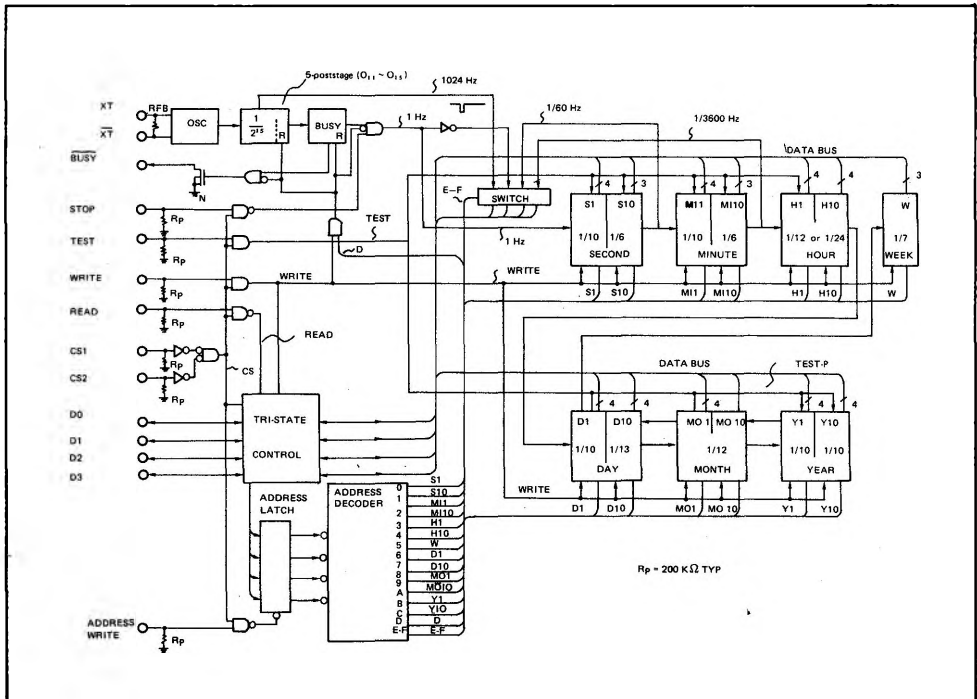 5-poststage (O11 ~ O15)
1024 Hz
XT
RFB
OSC
1
2^15
R
BUSY
R
1 Hz
1/60 Hz
1/3600 Hz
XT
BUSY
N
E-F
SWITCH
DATA BUS
4
3
4
3
4
4
3
STOP
RP
TEST
D
1 Hz
S1
S10
1/10
1/6
SECOND
MI1
MI10
1/10
1/6
MINUTE
H1
H10
1/12 or 1/24
HOUR
W
1/7
WEEK
TEST
RP
WRITE
RP
WRITE
WRITE
S1
S10
MI1
MI10
H1
H10
W
READ
RP
READ
CS1
RP
CS2
RP
CS
DATA BUS
TEST-P
4
4
4
4
D0
D1
D2
D3
TRI-STATE
CONTROL
D1
D10
1/10
1/13
DAY
MO 1
MO 10
1/12
MONTH
Y1
Y10
1/10
1/10
YEAR
WRITE
D1
D10
MO1
MO 10
Y1
Y10
ADDRESS
LATCH
ADDRESS
DECODER
0
S1
1
S10
MI1
2
MI10
3
H1
4
H10
5
W
6
D1
7
D10
8
MO1
9
MO10
A
Y1
B
Y10
C
D
D
E-F
E-F
RP = 200 KΩ TYP
ADDRESS
WRITE
RP